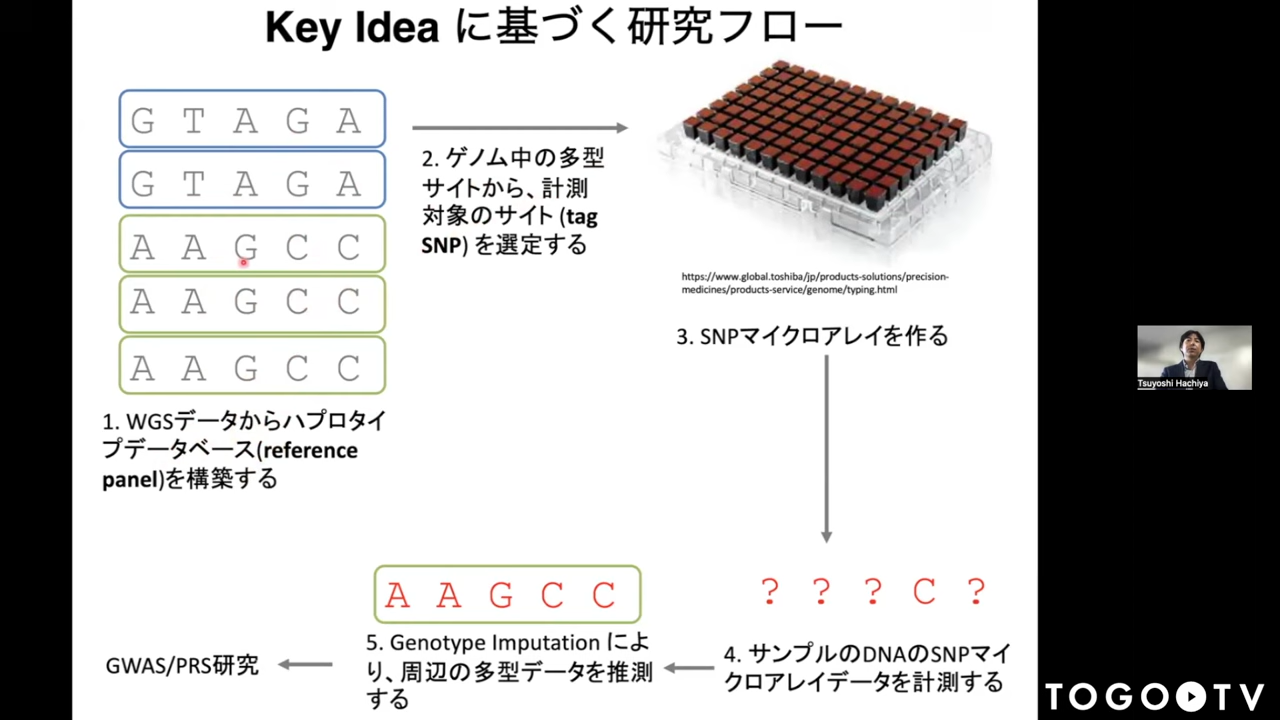 Key Idea に基づく研究フロー
G T A G A
G T A G A
A A G C C
A A G C C
A A G C C
1. WGSデータからハプロタイ
プデータベース(reference
panel)を構築する
2. ゲノム中の多型
サイトから、計測
対象のサイト (tag
SNP) を選定する
https://www.global.toshiba/jp/products-solutions/precision-
medicines/products-service/genome/typing.html
3. SNPマイクロアレイを作る
? ? ? C ?
4. サンプルのDNAのSNPマイ
クロアレイデータを計測する
A A G C C
5. Genotype Imputation によ
り、周辺の多型データを推測
する
GWAS/PRS研究
Tsuyoshi Hachiya
TOGO TV